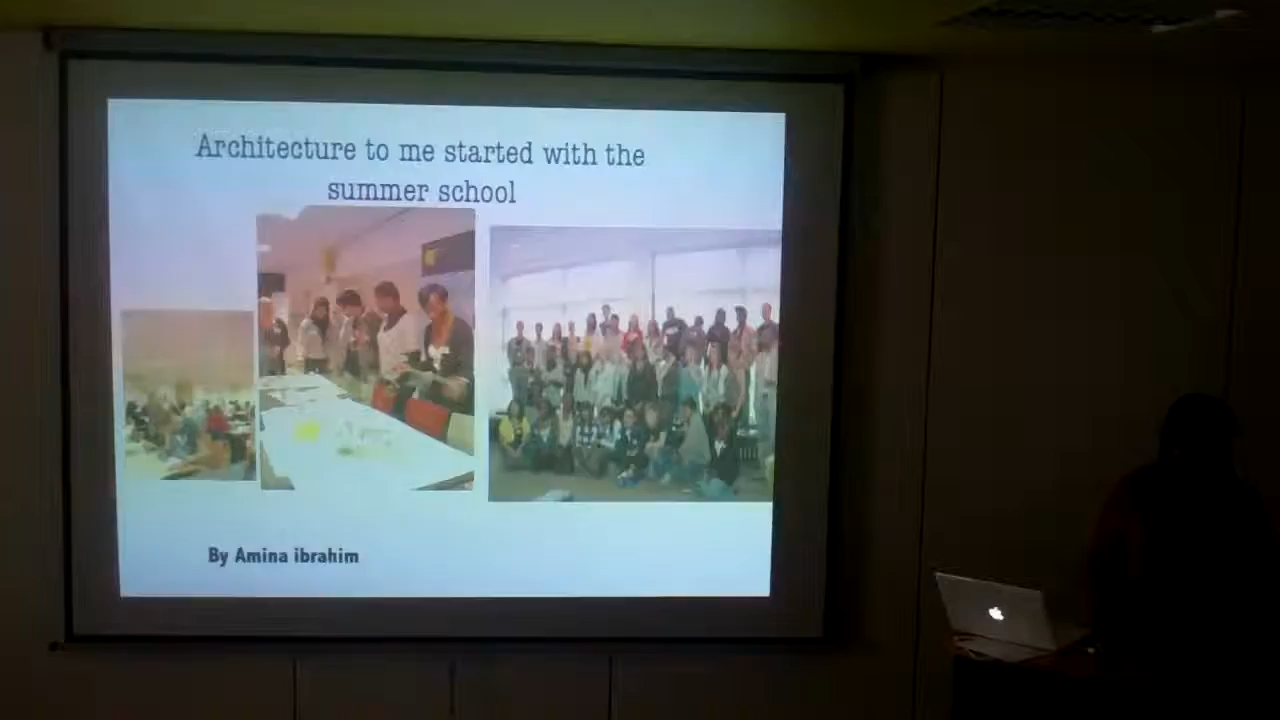 Architecture to me started with the
summer school
By Amina ibrahim